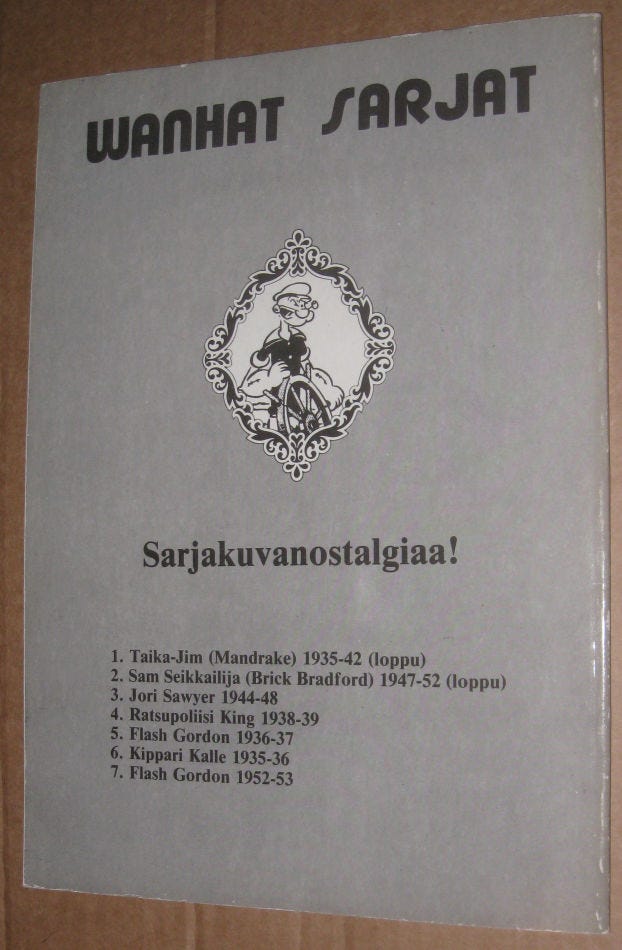 WANHAT SARJAT
Sarjakuvanostalgiaa!
1. Taika-Jim (Mandrake) 1935-42 (loppu)
2. Sam Seikkailija (Brick Bradford) 1947-52 (loppu)
3. Jori Sawyer 1944-48
4. Ratsupoliisi King 1938-39
5. Flash Gordon 1936-37
6. Kippari Kalle 1935-36
7. Flash Gordon 1952-53